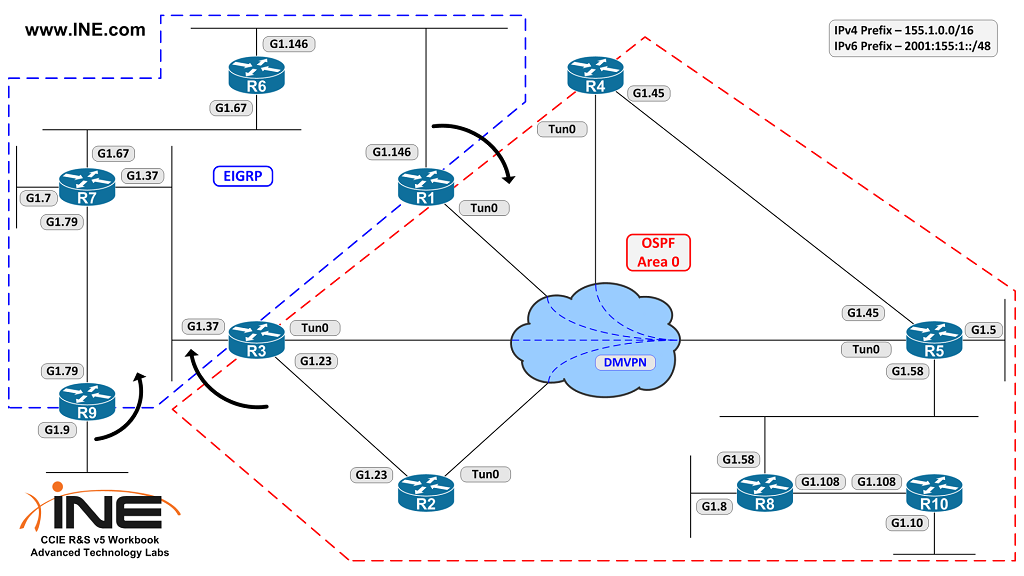 www.INE.com
IPv4 Prefix – 155.1.0.0/16
IPv6 Prefix – 2001:155:1::/48
G1.146
R6
G1.67
R4
G1.45
Tun0
G1.67
G1.37
R7
G1.7
G1.79
EIGRP
G1.146
R1
Tun0
OSPF
Area 0
G1.37
Tun0
R3
G1.23
DMVPN
G1.45
Tun0
R5
G1.5
G1.58
G1.79
R9
G1.9
G1.23
Tun0
R2
G1.58
R8
G1.8
G1.108
G1.108
R10
G1.10
INE
CCIE R&S v5 Workbook
Advanced Technology Labs